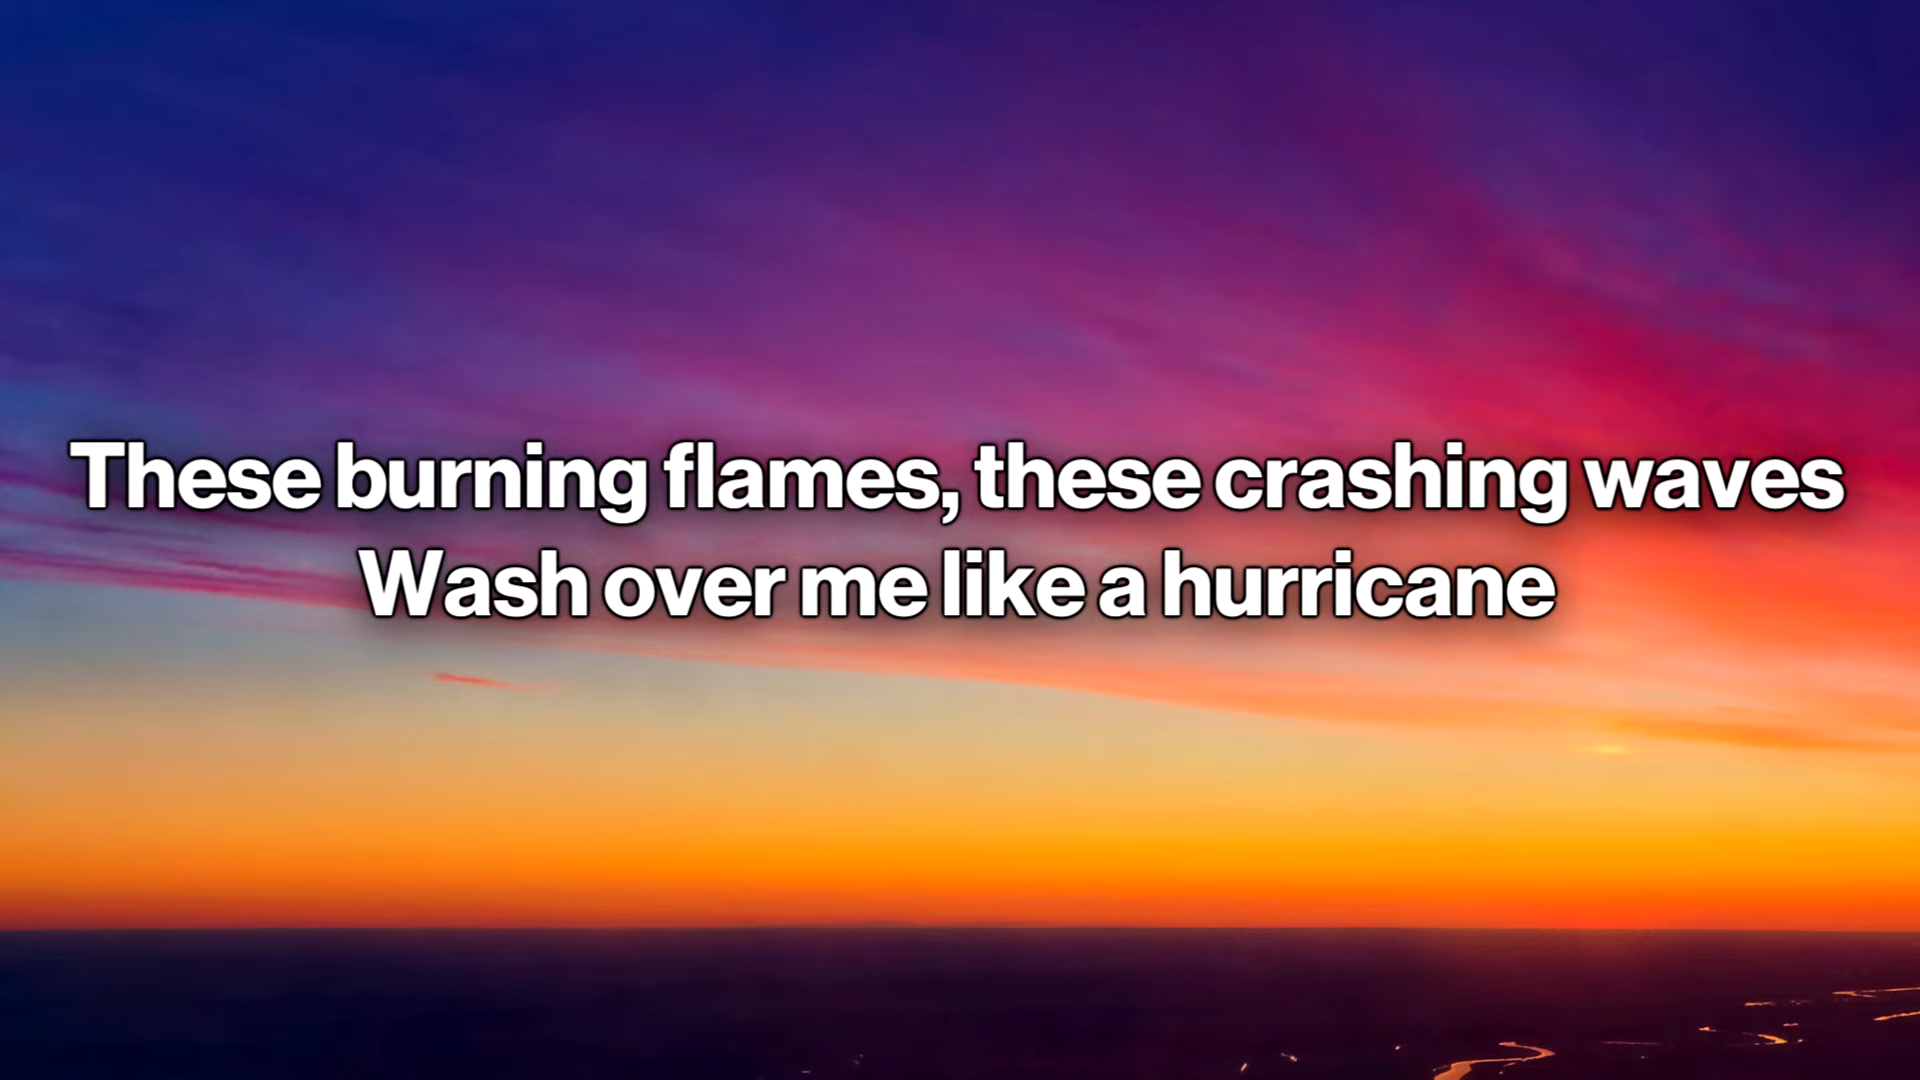 These burning flames, these crashing waves
Wash over me like a hurricane